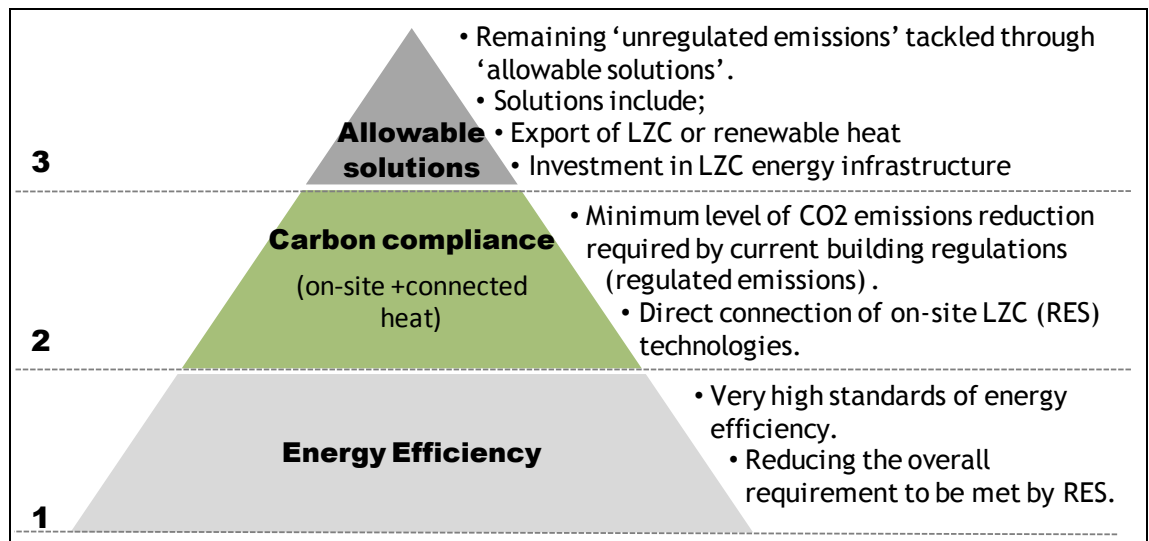 • Remaining ‘unregulated emissions’ tackled through
‘allowable solutions’.
• Solutions include;
• Export of LZC or renewable heat
• Investment in LZC energy infrastructure
Allowable
solutions
3
• Minimum level of CO2 emissions reduction
required by current building regulations
(regulated emissions) .
• Direct connection of on-site LZC (RES)
technologies.
Carbon compliance
(on-site +connected
heat)
2
• Very high standards of energy
efficiency.
• Reducing the overall
requirement to be met by RES.
Energy Efficiency
1